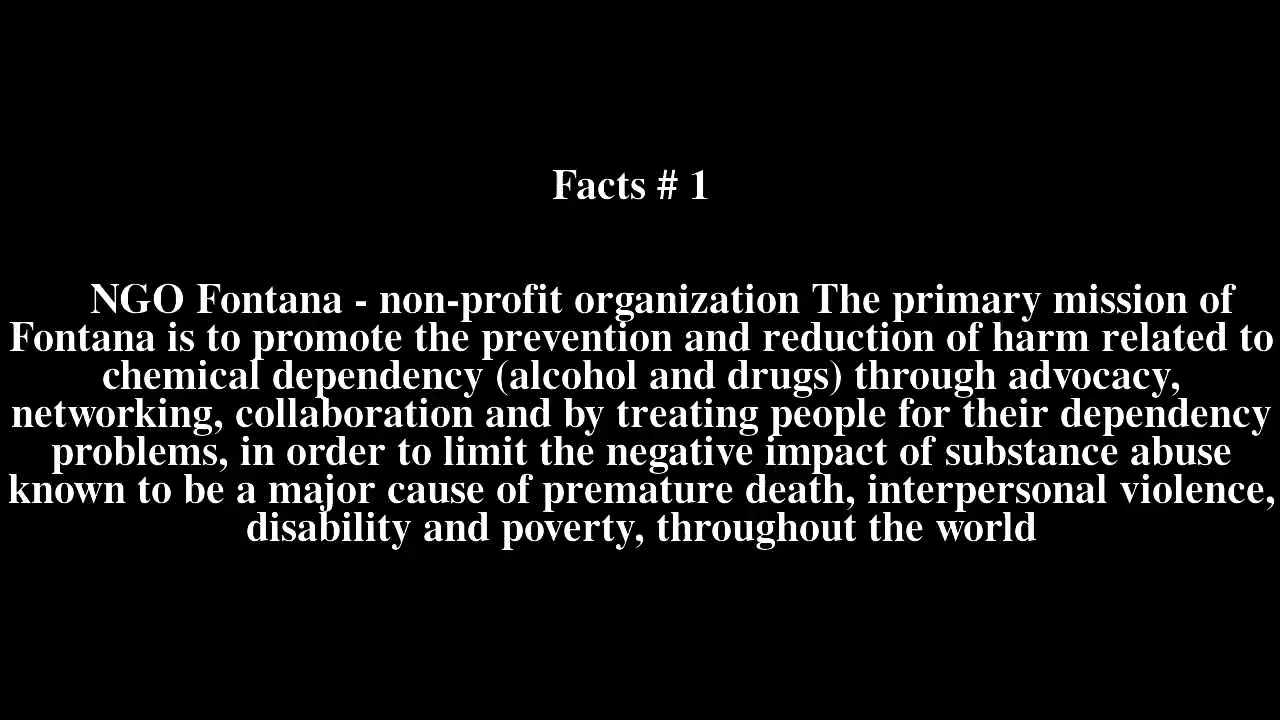 Facts # 1
NGO Fontana - non-profit organization The primary mission of
Fontana is to promote the prevention and reduction of harm related to
chemical dependency (alcohol and drugs) through advocacy,
networking, collaboration and by treating people for their dependency
problems, in order to limit the negative impact of substance abuse
known to be a major cause of premature death, interpersonal violence,
disability and poverty, throughout the world